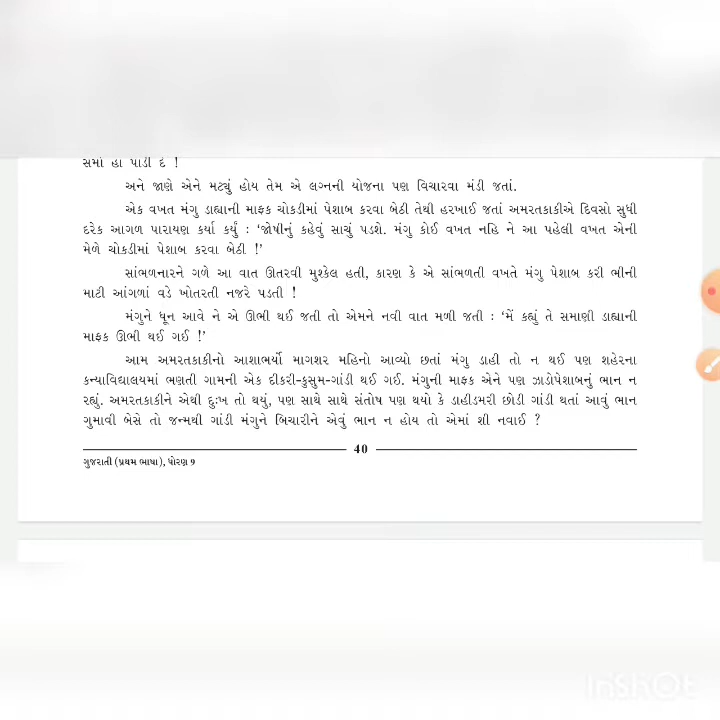 સમો હા પાડી દે !
અને જાણે એને મટ્યું હોય તેમ એ લગ્નની યોજના પણ વિચારવા મંડી જતાં.
એક વખત મંગુ ડાહ્યાની માફક ચોકડીમાં પેશાબ કરવા બેઠી તેથી હરખાઈ જતાં અમરતકાકીએ દિવસો સુધી
દરેક આગળ પારાયણ કર્યા કર્યું : ‘જોષીનું કહેવું સાચું પડશે. મંગુ કોઈ વખત નહિ ને આ પહેલી વખત એની
મેળે ચોકડીમાં પેશાબ કરવા બેઠી !’
સાંભળનારને ગળે આ વાત ઊતરવી મુશ્કેલ હતી, કારણ કે એ સાંભળતી વખતે મંગુ પેશાબ કરી ભીની
માટી આંગળાં વડે ખોતરતી નજરે પડતી !
મંગુને ધૂન આવે ને એ ઊભી થઈ જતી તો એમને નવી વાત મળી જતી : ‘મેં કહ્યું તે સમાણી ડાહ્યાની
માફક ઊભી થઈ ગઈ !’
આમ અમરતકાકીનો આશાભર્યો માગશર મહિનો આવ્યો છતાં મંગુ ડાહી તો ન થઈ પણ શહેરના
કન્યાવિદ્યાલયમાં ભણતી ગામની એક દીકરી-કુસુમ-ગાંડી થઈ ગઈ. મંગુની માફક એને પણ ઝાડોપેશાબનું ભાન ન
રહ્યું. અમરતકાકીને એથી દુઃખ તો થયું, પણ સાથે સાથે સંતોષ પણ થયો કે ડાહીડમરી છોડી ગાંડી થતાં આવું ભાન
ગુમાવી બેસે તો જન્મથી ગાંડી મંગુને બિચારીને એવું ભાન ન હોય તો એમાં શી નવાઈ ?
40
ગુજરાતી (પ્રથમ ભાષા), ધોરણ 9
INSHOT